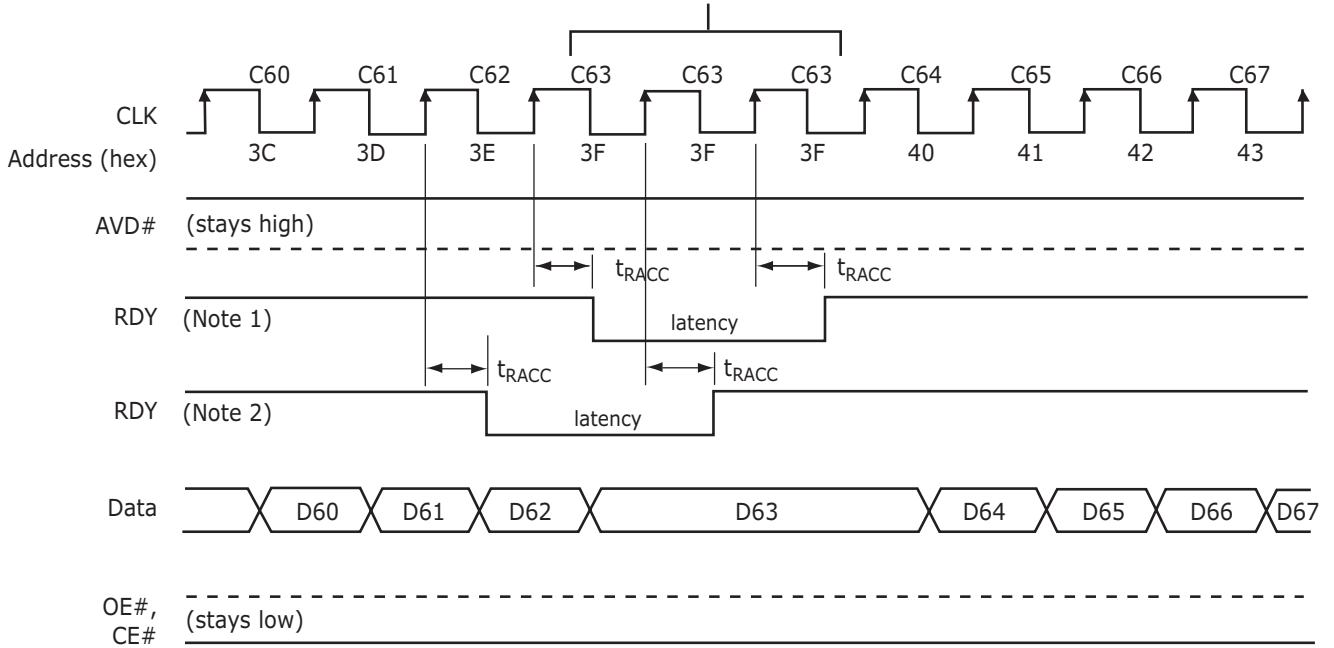 C60 C61 C62 C63 C63 C63 C64 C65 C66 C67
CLK
Address (hex) 3C 3D 3E 3F 3F 3F 40 41 42 43
AVD# (stays high)
tRACC tRACC
RDY (Note 1) latency
tRACC tRACC
RDY (Note 2) latency
Data D60 D61 D62 D63 D64 D65 D66 D67
OE#,
CE# (stays low)